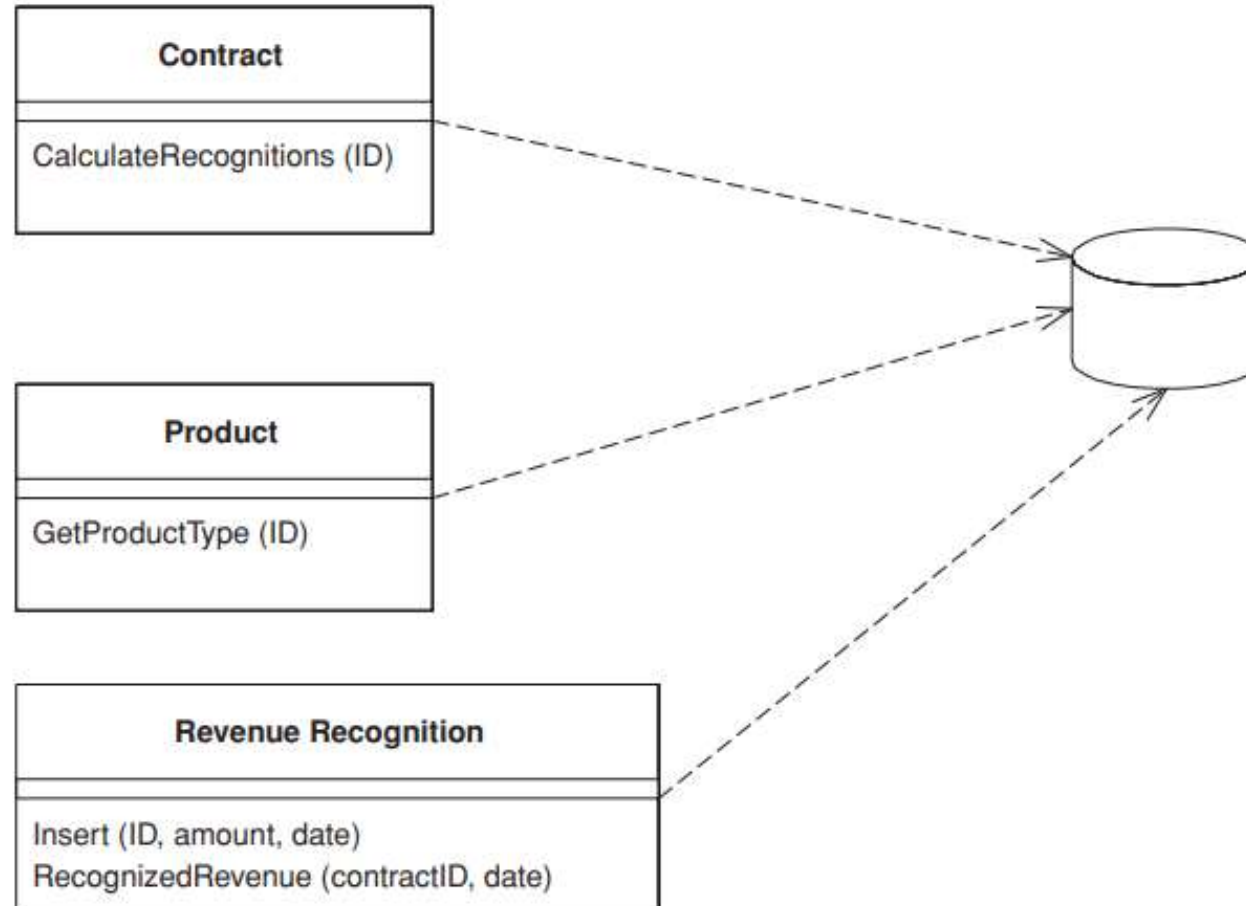 Contract
CalculateRecognitions (ID)
Product
GetProductType (ID)
Revenue Recognition
Insert (ID, amount, date)
RecognizedRevenue (contractID, date)